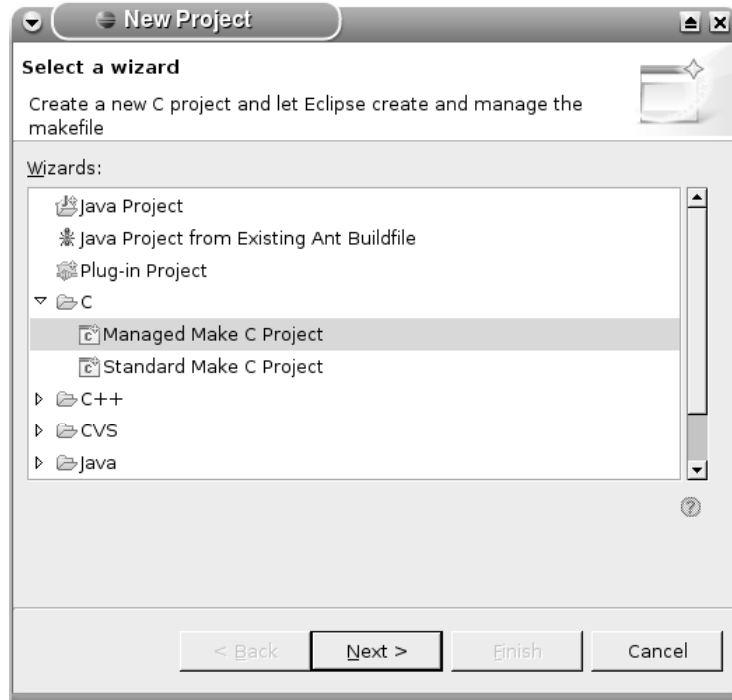 New Project
Select a wizard
Create a new C project and let Eclipse create and manage the
makefile
Wizards:
Java Project
Java Project from Existing Ant Buildfile
Plug-in Project
C
Managed Make C Project
Standard Make C Project
C++
CVS
Java
< Back Next > Finish Cancel